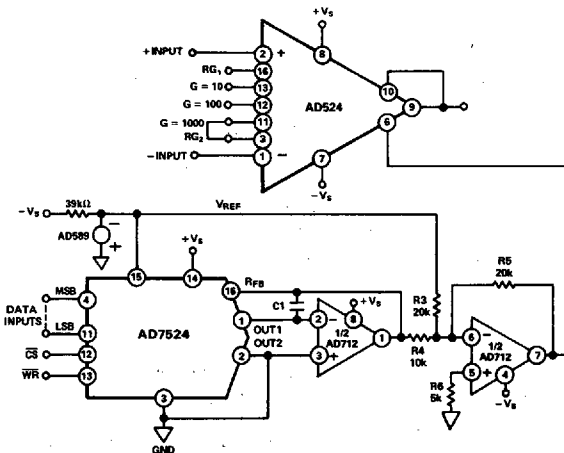 +VS
+INPUT
2
+
8
RG1
16
10
G = 10
13
G = 100
12
AD524
9
G = 1000
11
6
RG2
3
−INPUT
1
−
7
−VS
39kΩ
−VS
VREF
−
AD589
+
+VS
R5
20k
15
14
RFB
R3
20k
16
MSB
4
C1
+VS
DATA
INPUTS
1
2
−
8
6
−
LSB
11
AD7524
OUT1
1/2
AD712
1
R4
10k
1/2
AD712
7
CS
12
2
OUT2
3
+
5
+
4
WR
13
R6
5k
−VS
3
GND